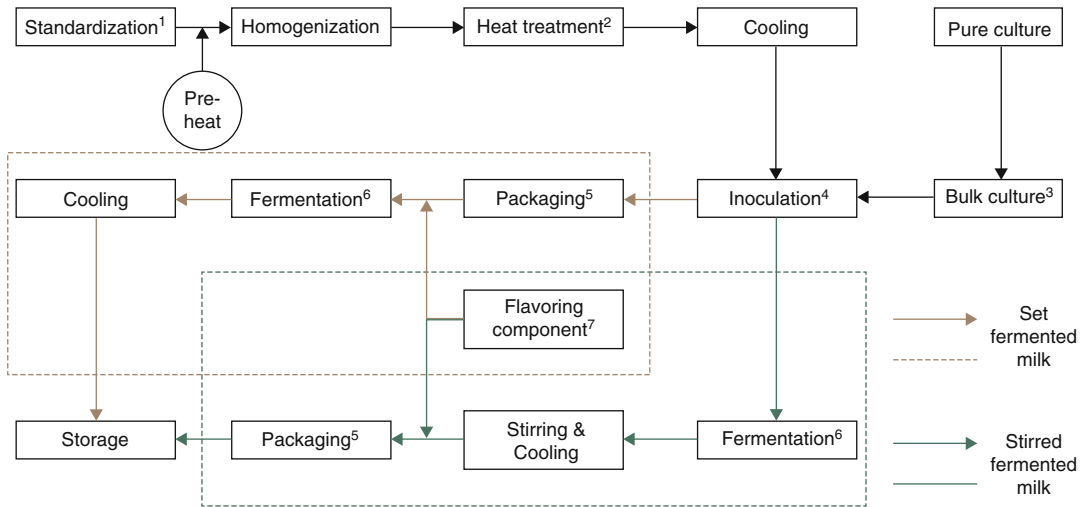 Standardization¹
Homogenization
Heat treatment²
Cooling
Pure culture
Pre-
heat
Cooling
Fermentation⁶
Packaging⁵
Inoculation⁴
Bulk culture³
Flavoring
component⁷
Set
fermented
milk
Storage
Packaging⁵
Stirring &
Cooling
Fermentation⁶
Stirred
fermented
milk